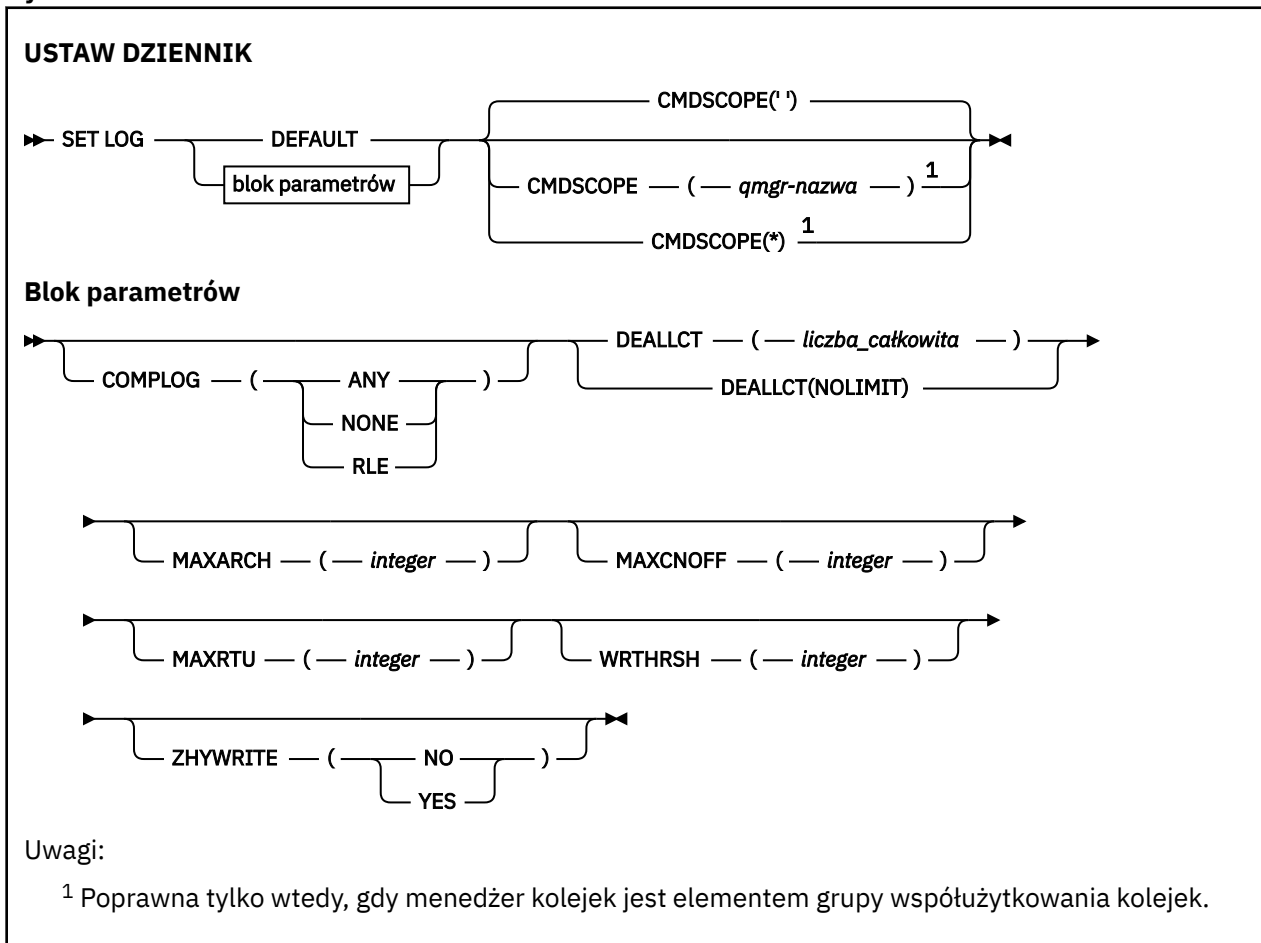 USTAW DZIENNIK
CMDSCOPE(' ')
SET LOG DEFAULT
blok parametrów
CMDSCOPE ( qmgr-nazwa ) 1
CMDSCOPE(*) 1
Blok parametrów
DEALLCT ( liczba_całkowita )
COMPLOG ( ANY )
DEALLCT(NOLIMIT)
NONE
RLE
MAXARCH ( integer ) MAXCNOFF ( integer )
MAXRTU ( integer ) WRTHRSH ( integer )
ZHYWRITE ( NO )
YES
Uwagi:
1 Poprawna tylko wtedy, gdy menedżer kolejek jest elementem grupy współużytkowania kolejek.